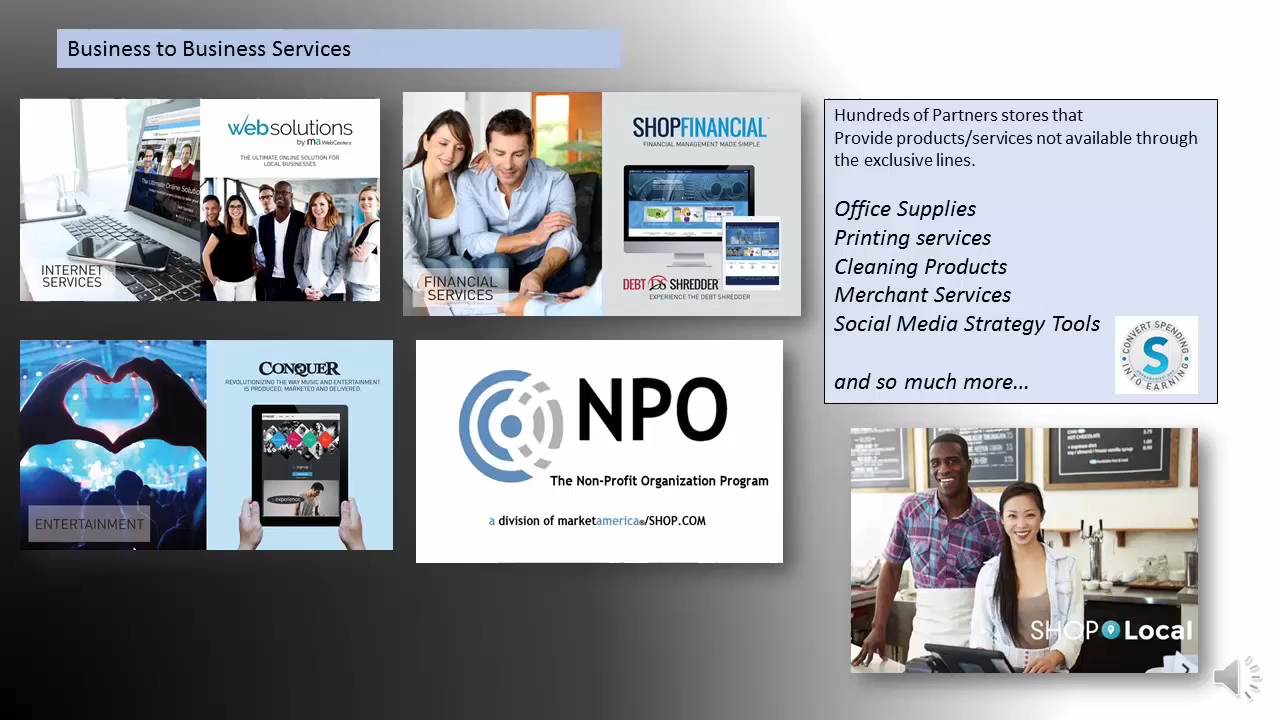 Business to Business Services
websolutions
by ma WebCenters
THE ULTIMATE ONLINE SOLUTION FOR
LOCAL BUSINESSES
INTERNET
SERVICES
SHOPFINANCIAL
FINANCIAL MANAGEMENT MADE SIMPLE
DEBT DS SHREDDER
EXPERIENCE THE DEBT SHREDDER
FINANCIAL
SERVICES
Hundreds of Partners stores that
Provide products/services not available through
the exclusive lines.
Office Supplies
Printing services
Cleaning Products
Merchant Services
Social Media Strategy Tools
and so much more...
CONVERT SPENDING
S
INTO EARNING
CONQUER
REVOLUTIONIZING THE WAY MUSIC AND ENTERTAINMENT
IS PRODUCED, MARKETED AND DELIVERED.
experience
ENTERTAINMENT
NPO
The Non-Profit Organization Program
a division of marketamerica®/SHOP.COM
HOT CHOCOLATE
SHOP Local